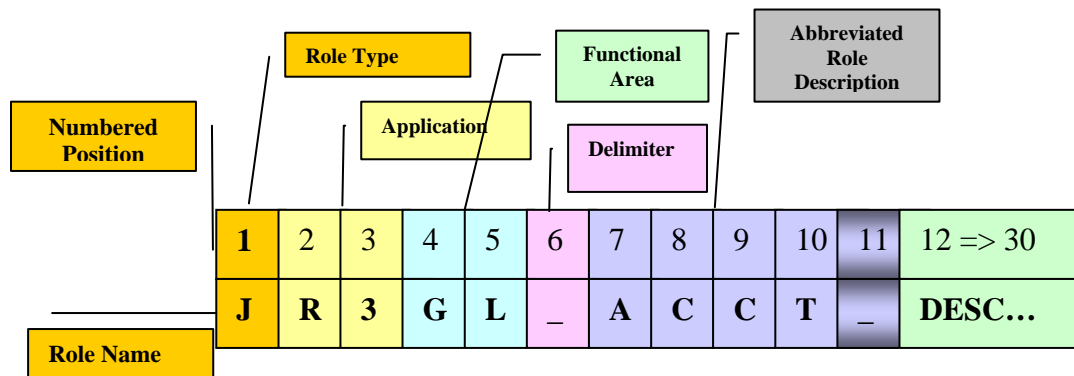 Abbreviated
Role
Description
Role Type
Functional
Area
Numbered
Position
Application
Delimiter
1 2 3 4 5 6 7 8 9 10 11 12 => 30
J R 3 G L _ A C C T _ DESC…
Role Name